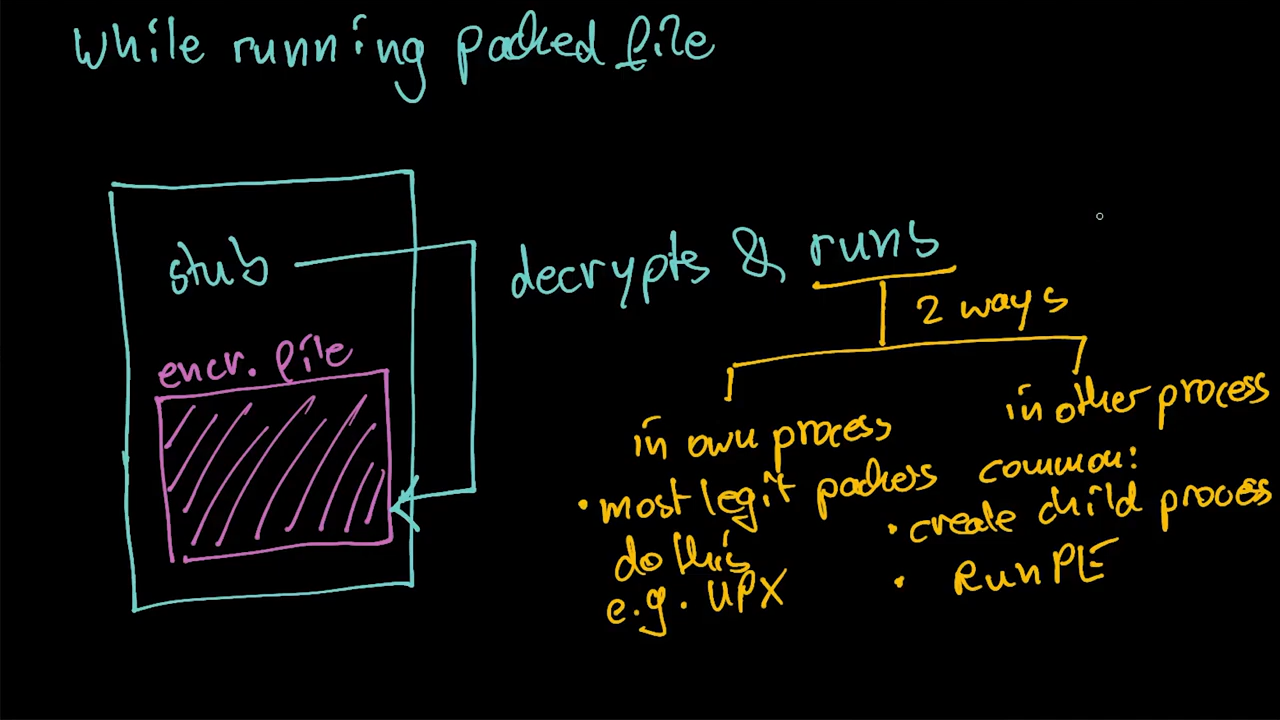 While running packed file
stub
decrypts & runs
2 ways
encr. file
in own process
• most legit packers
do this
e.g. UPX
in other process
common:
• create child process
• RunPE